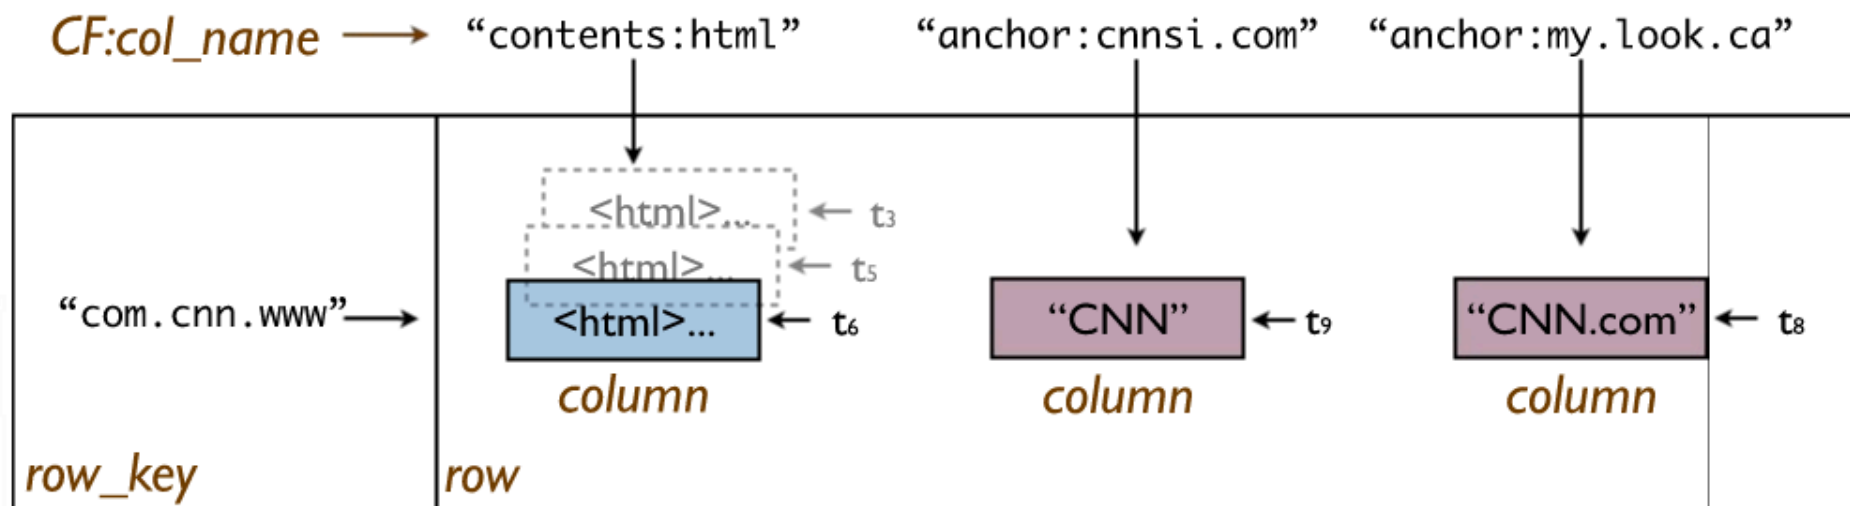 CF:col_name “contents:html” “anchor:cnnsi.com” “anchor:my.look.ca”
<html>... t3
<html>... t5
“com.cnn.www” <html>... t6 “CNN” t9 “CNN.com” t8
column column column
row_key row